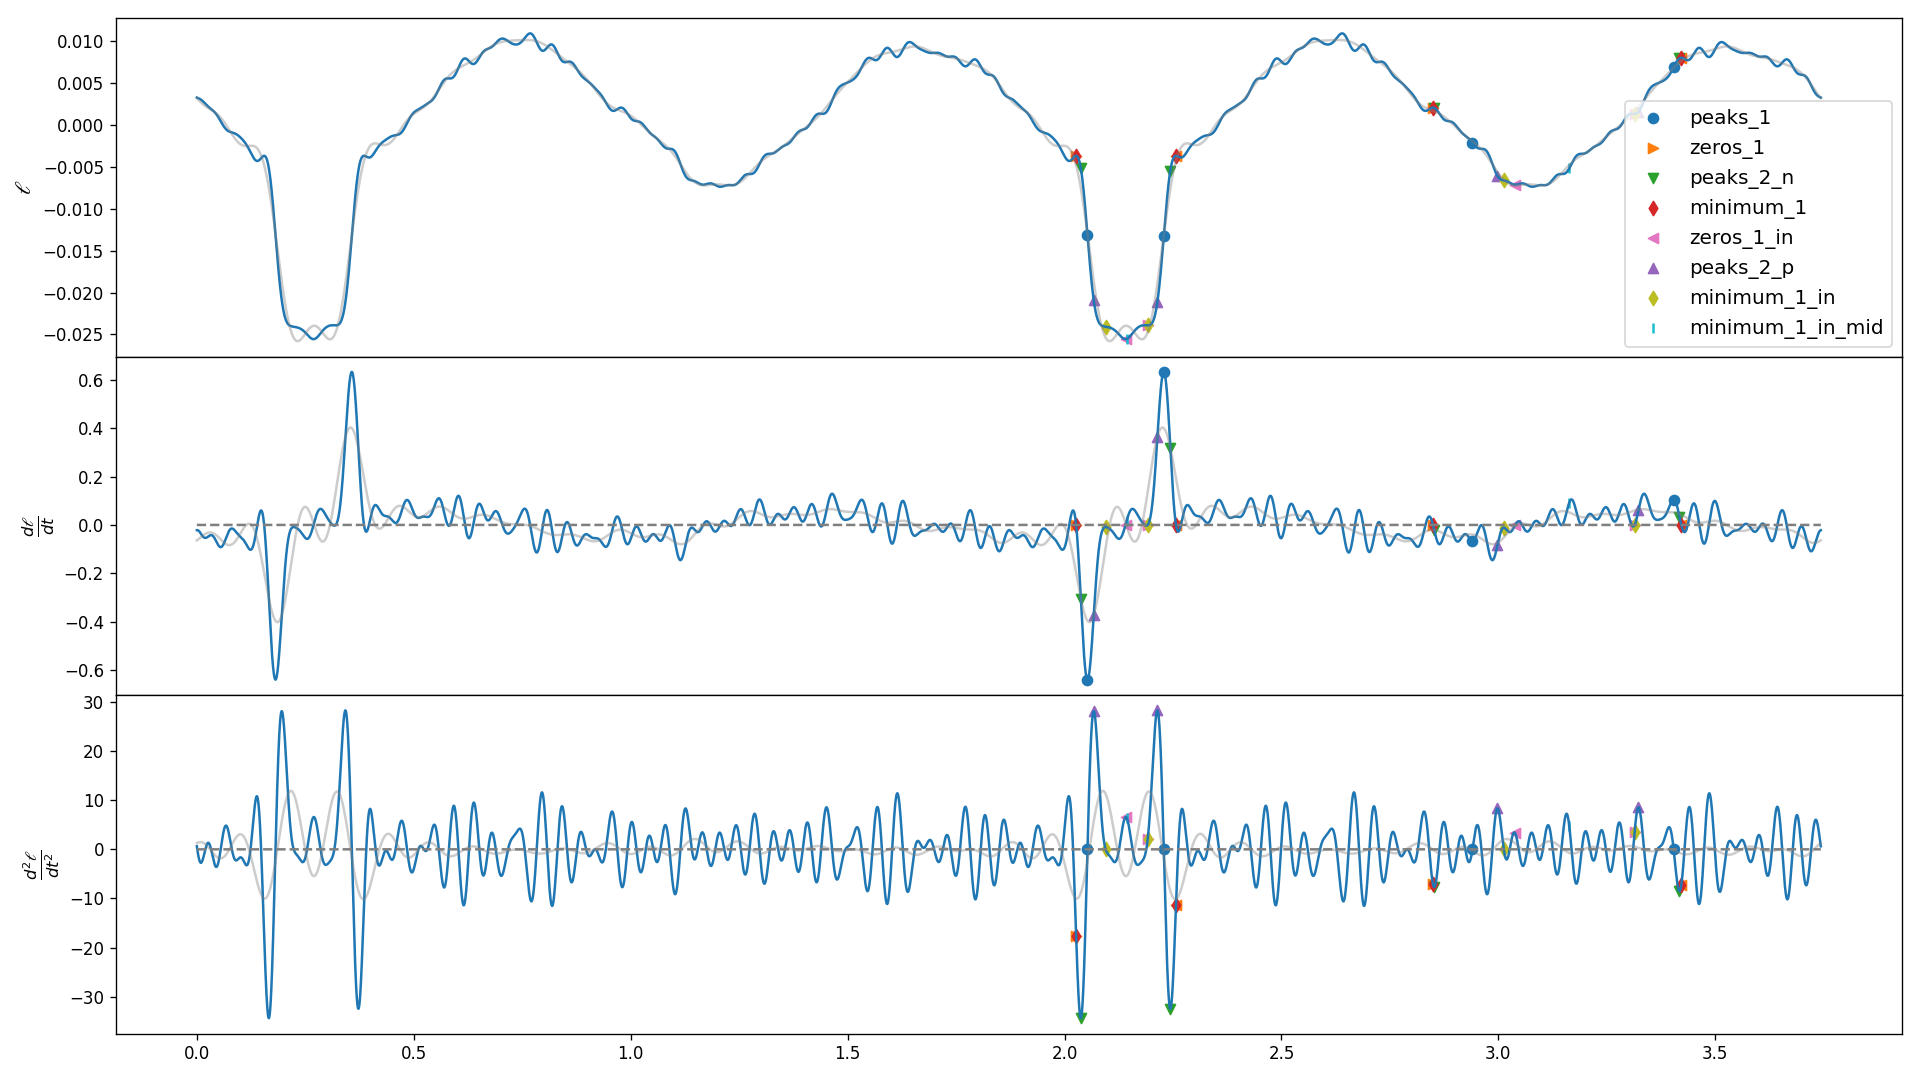 0.010
0.005
0.000
−0.005
−0.010
−0.015
−0.020
−0.025
ℓ
peaks_1
zeros_1
peaks_2_n
minimum_1
zeros_1_in
peaks_2_p
minimum_1_in
minimum_1_in_mid
0.6
0.4
0.2
0.0
−0.2
−0.4
−0.6
dℓ
dt
30
20
10
0
−10
−20
−30
d²ℓ
dt²
0.0 0.5 1.0 1.5 2.0 2.5 3.0 3.5